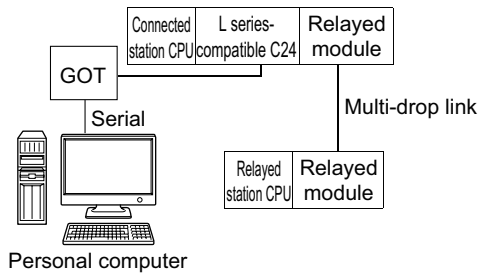 Connected
station CPU
L series-
compatible C24
Relayed
module
GOT
Serial
Multi-drop link
Relayed
station CPU
Relayed
module
Personal computer